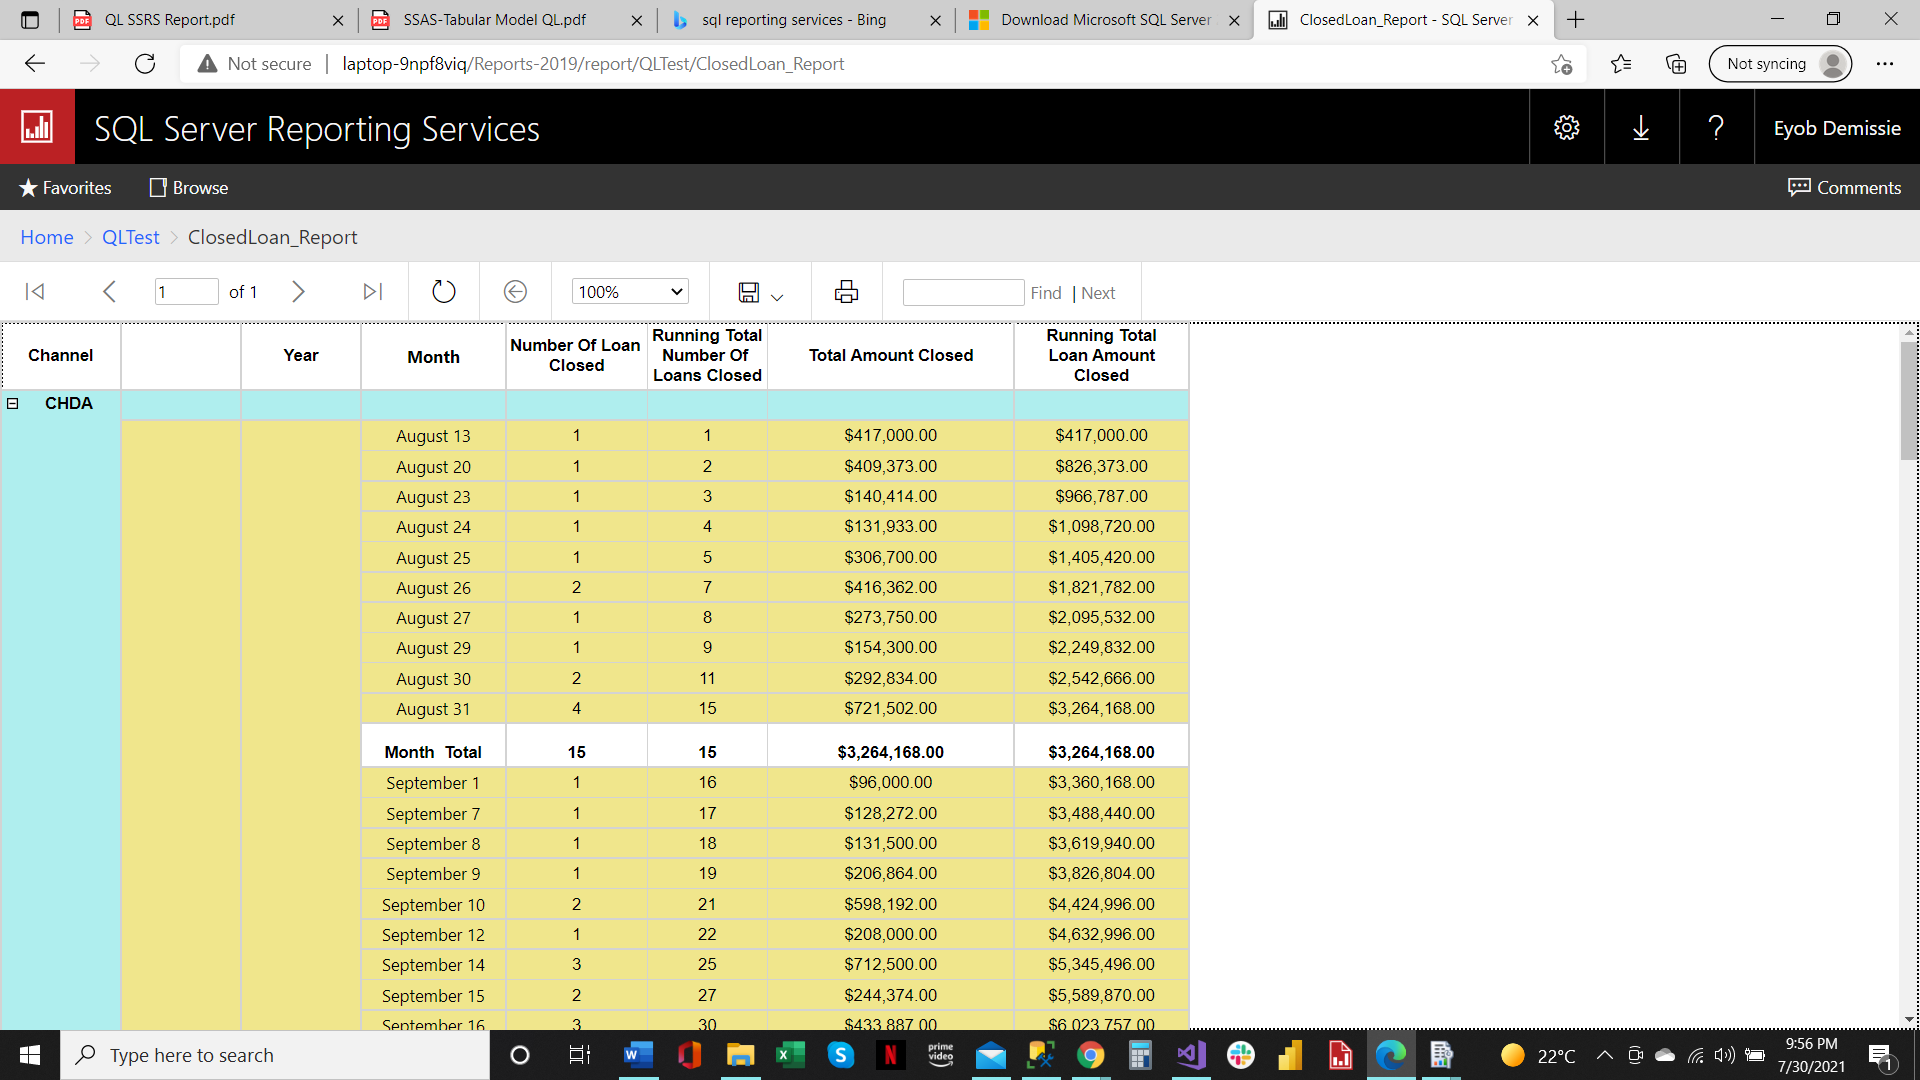 QL SSRS Report.pdf
SSAS-Tabular Model QL.pdf
sql reporting services - Bing
Download Microsoft SQL Server
ClosedLoan_Report - SQL Server
Not secure | laptop-9npf8viq/Reports-2019/report/QLTest/ClosedLoan_Report
Not syncing
SQL Server Reporting Services
? Eyob Demissie
Favorites Browse Comments
Home > QLTest > ClosedLoan_Report
1 of 1 100% Find | Next
Channel Year Month Number Of Loan Closed Running Total Number Of Loans Closed Total Amount Closed Running Total Loan Amount Closed
CHDA
August 13 1 1 $417,000.00 $417,000.00
August 20 1 2 $409,373.00 $826,373.00
August 23 1 3 $140,414.00 $966,787.00
August 24 1 4 $131,933.00 $1,098,720.00
August 25 1 5 $306,700.00 $1,405,420.00
August 26 2 7 $416,362.00 $1,821,782.00
August 27 1 8 $273,750.00 $2,095,532.00
August 29 1 9 $154,300.00 $2,249,832.00
August 30 2 11 $292,834.00 $2,542,666.00
August 31 4 15 $721,502.00 $3,264,168.00
Month Total 15 15 $3,264,168.00 $3,264,168.00
September 1 1 16 $96,000.00 $3,360,168.00
September 7 1 17 $128,272.00 $3,488,440.00
September 8 1 18 $131,500.00 $3,619,940.00
September 9 1 19 $206,864.00 $3,826,804.00
September 10 2 21 $598,192.00 $4,424,996.00
September 12 1 22 $208,000.00 $4,632,996.00
September 14 3 25 $712,500.00 $5,345,496.00
September 15 2 27 $244,374.00 $5,589,870.00
September 16 3 30 $433,887.00 $6,023,757.00
Type here to search
prime video
22°C
9:56 PM
7/30/2021
1